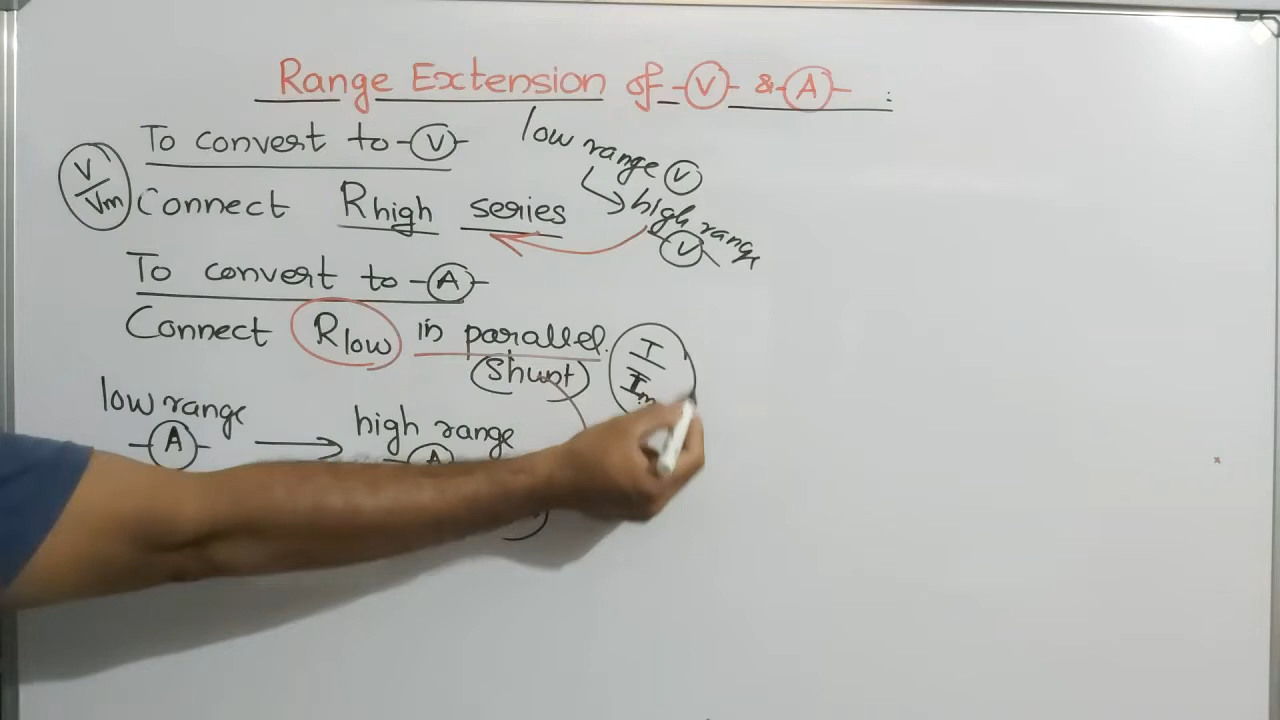 Range Extension of -(V)- & -(A)- :
To convert to -(V)-
low range (V)
V/Vm
Connect Rhigh series
high range
(V)
To convert to -(A)-
Connect Rlow in parallel.
(Shunt)
I/Im
low range
-(A)-
high range
(A)